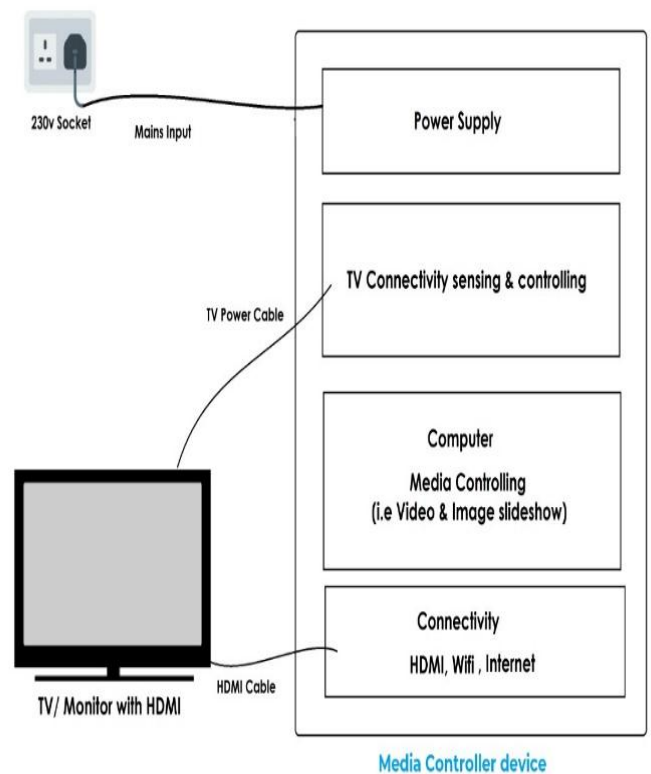 230v Socket
Mains Input
Power Supply
TV Connectivity sensing & controlling
TV Power Cable
Computer
Media Controlling
(i.e Video & Image slideshow)
Connectivity
HDMI, Wifi , Internet
HDMI Cable
TV/ Monitor with HDMI
Media Controller device